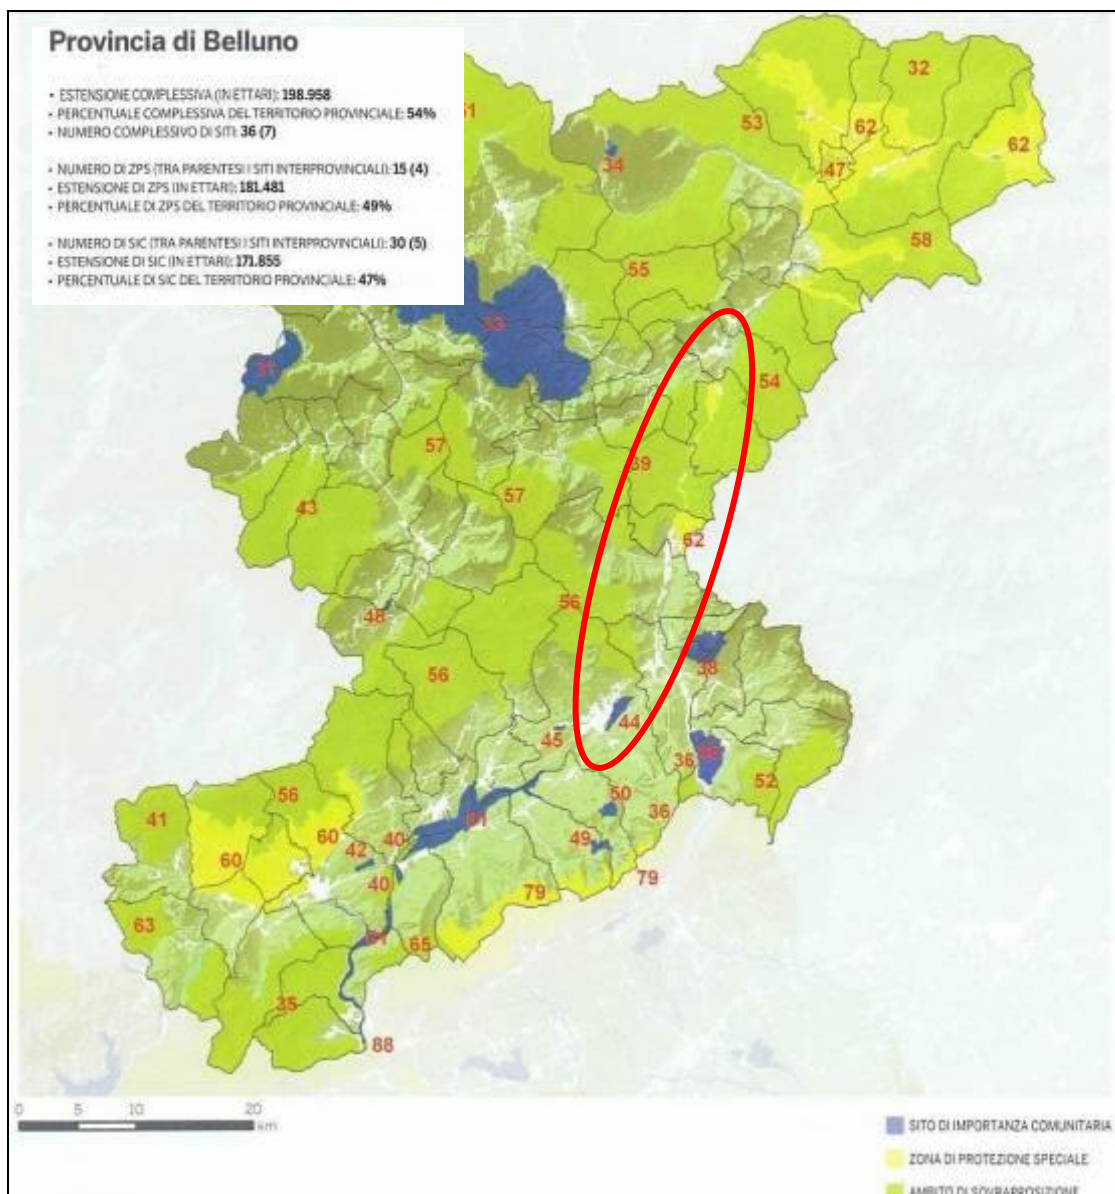 Provincia di Belluno
• ESTENSIONE COMPLESSIVA (IN ETTARI): 198.958
• PERCENTUALE COMPLESSIVA DEL TERRITORIO PROVINCIALE: 54%
• NUMERO COMPLESSIVO DI SITI: 36 (7)
• NUMERO DI ZPS (TRA PARENTESI I SITI INTERPROVINCIALI): 15 (4)
• ESTENSIONE DI ZPS (IN ETTARI): 181.481
• PERCENTUALE DI ZPS DEL TERRITORIO PROVINCIALE: 49%
• NUMERO DI SIC (TRA PARENTESI I SITI INTERPROVINCIALI): 30 (5)
• ESTENSIONE DI SIC (IN ETTARI): 171.855
• PERCENTUALE DI SIC DEL TERRITORIO PROVINCIALE: 47%
32
53
62
62
34
47
58
55
54
57
39
57
43
62
48
56
56
38
44
45
36
52
56
50
36
41
60
42
40
49
60
40
79
79
63
65
35
88
0 5 10 20
km
SITO DI IMPORTANZA COMUNITARIA
ZONA DI PROTEZIONE SPECIALE
AMBITO DI SOVRAPPOSIZIONE